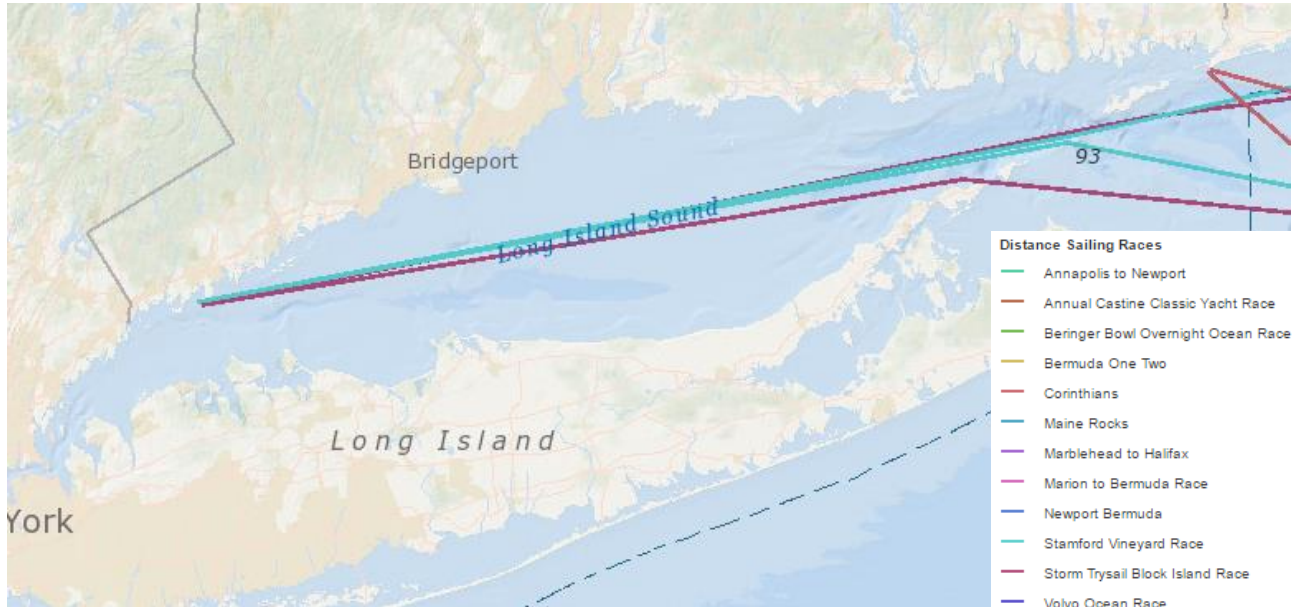 Bridgeport
93
Long Island Sound
Long Island
York
Distance Sailing Races
Annapolis to Newport
Annual Castine Classic Yacht Race
Beringer Bowl Overnight Ocean Race
Bermuda One Two
Corinthians
Maine Rocks
Marblehead to Halifax
Marion to Bermuda Race
Newport Bermuda
Stamford Vineyard Race
Storm Trysail Block Island Race
Volvo Ocean Race